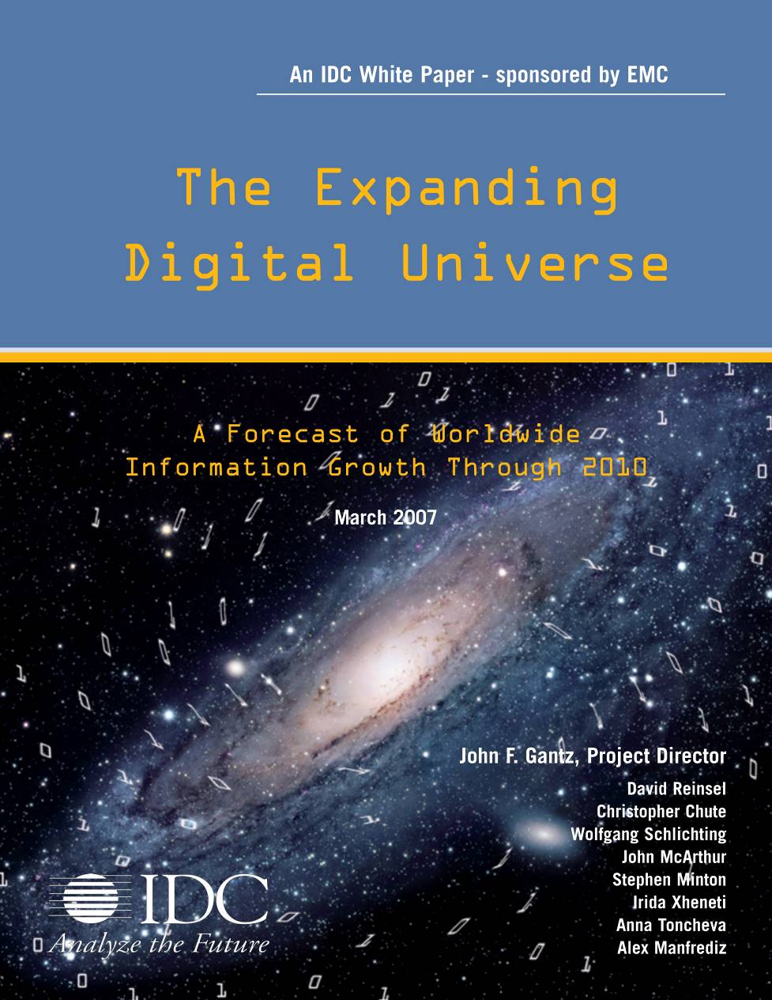 An IDC White Paper - sponsored by EMC
The Expanding
Digital Universe
A Forecast of Worldwide
Information Growth Through 2010
March 2007
John F. Gantz, Project Director
David Reinsel
Christopher Chute
Wolfgang Schlichting
John McArthur
Stephen Minton
Irida Xheneti
Anna Toncheva
Alex Manfrediz
IDC
Analyze the Future